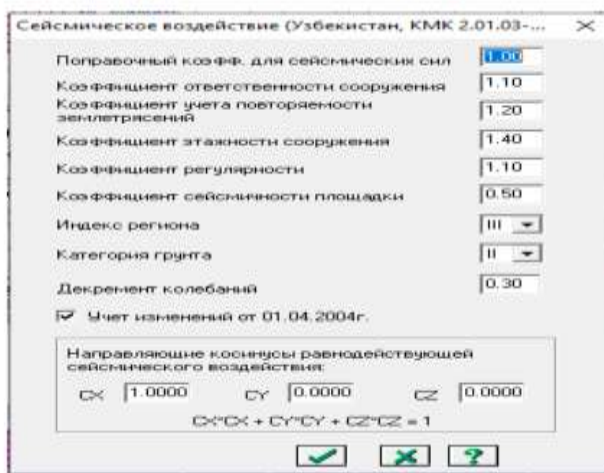 Сейсмическое воздействие (Узбекистан, КМК 2.01.03-...
Поправочный коэфф. для сейсмических сил 1.00
Коэффициент ответственности сооружения 1.10
Коэффициент учета повторяемости
землетрясений 1.20
Коэффициент этажности сооружения 1.40
Коэффициент регулярности 1.10
Коэффициент сейсмичности площадки 0.50
Индекс региона III
Категория грунта II
Декремент колебаний 0.30
Учет изменений от 01.04.2004г.
Направляющие косинусы равнодействующей
сейсмического воздействия:
CX 1.0000 CY 0.0000 CZ 0.0000
CX*CX + CY*CY + CZ*CZ = 1
?